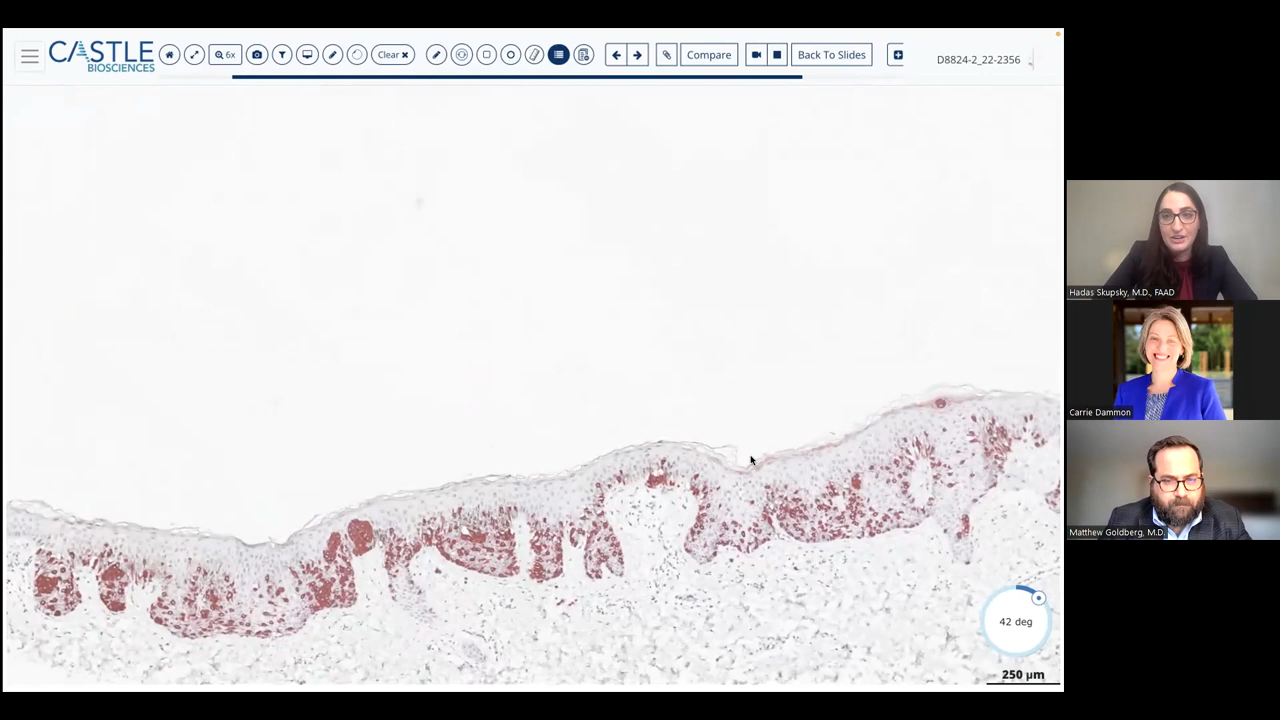 CASTLE
BIOSCIENCES
6x
Clear ×
Compare
Back To Slides
D8824-2_22-2356
Hadas Skupsky, M.D., FAAD
Carrie Dammon
Matthew Goldberg, M.D.
42 deg
250 µm